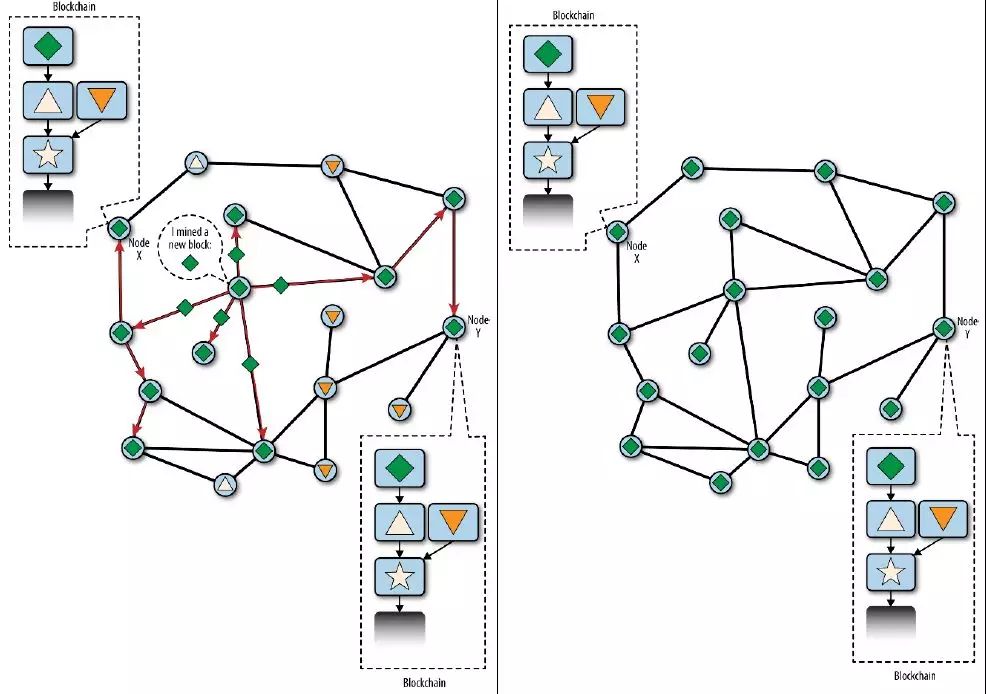 Blockchain
Node
X
I mined a
new block:
Node
Y
Blockchain
Blockchain
Node
X
Node
Y
Blockchain